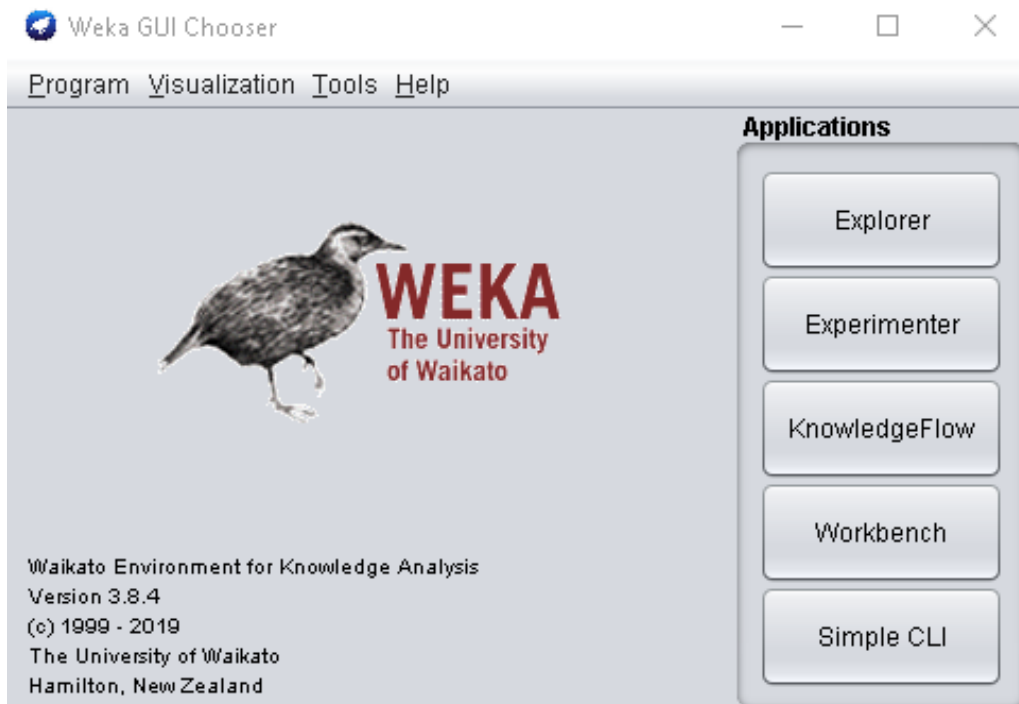 Weka GUI Chooser
Program Visualization Tools Help
Applications
Explorer
Experimenter
KnowledgeFlow
Workbench
Simple CLI
WEKA
The University
of Waikato
Waikato Environment for Knowledge Analysis
Version 3.8.4
(c) 1999 - 2019
The University of Waikato
Hamilton, New Zealand